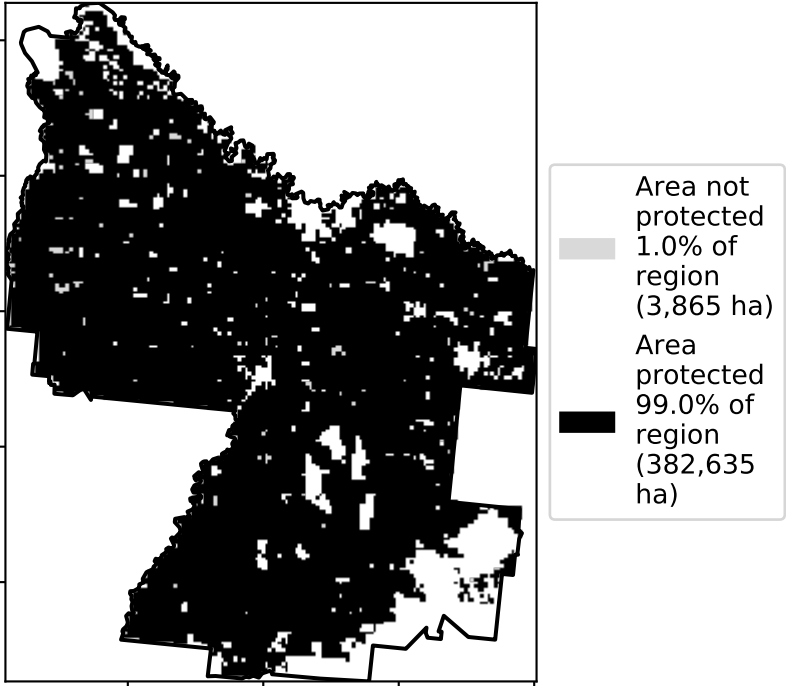 Area not
protected
1.0% of
region
(3,865 ha)
Area
protected
99.0% of
region
(382,635
ha)